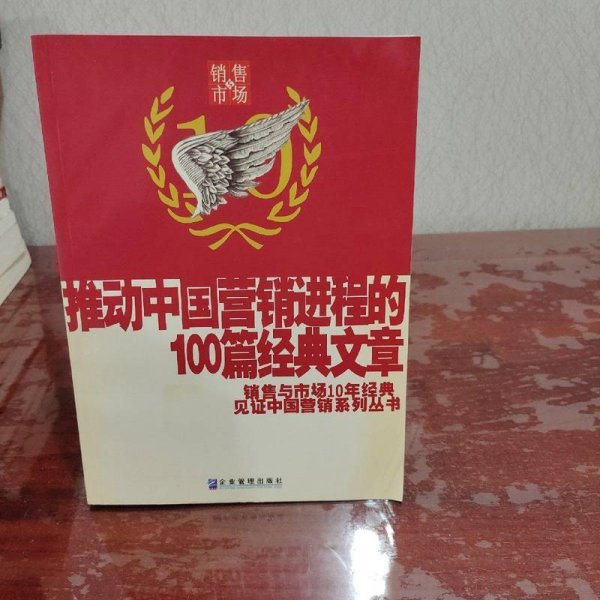 销售
与
市场
10
推动中国营销进程的
100篇经典文章
销售与市场10年经典
见证中国营销系列丛书
企业管理出版社